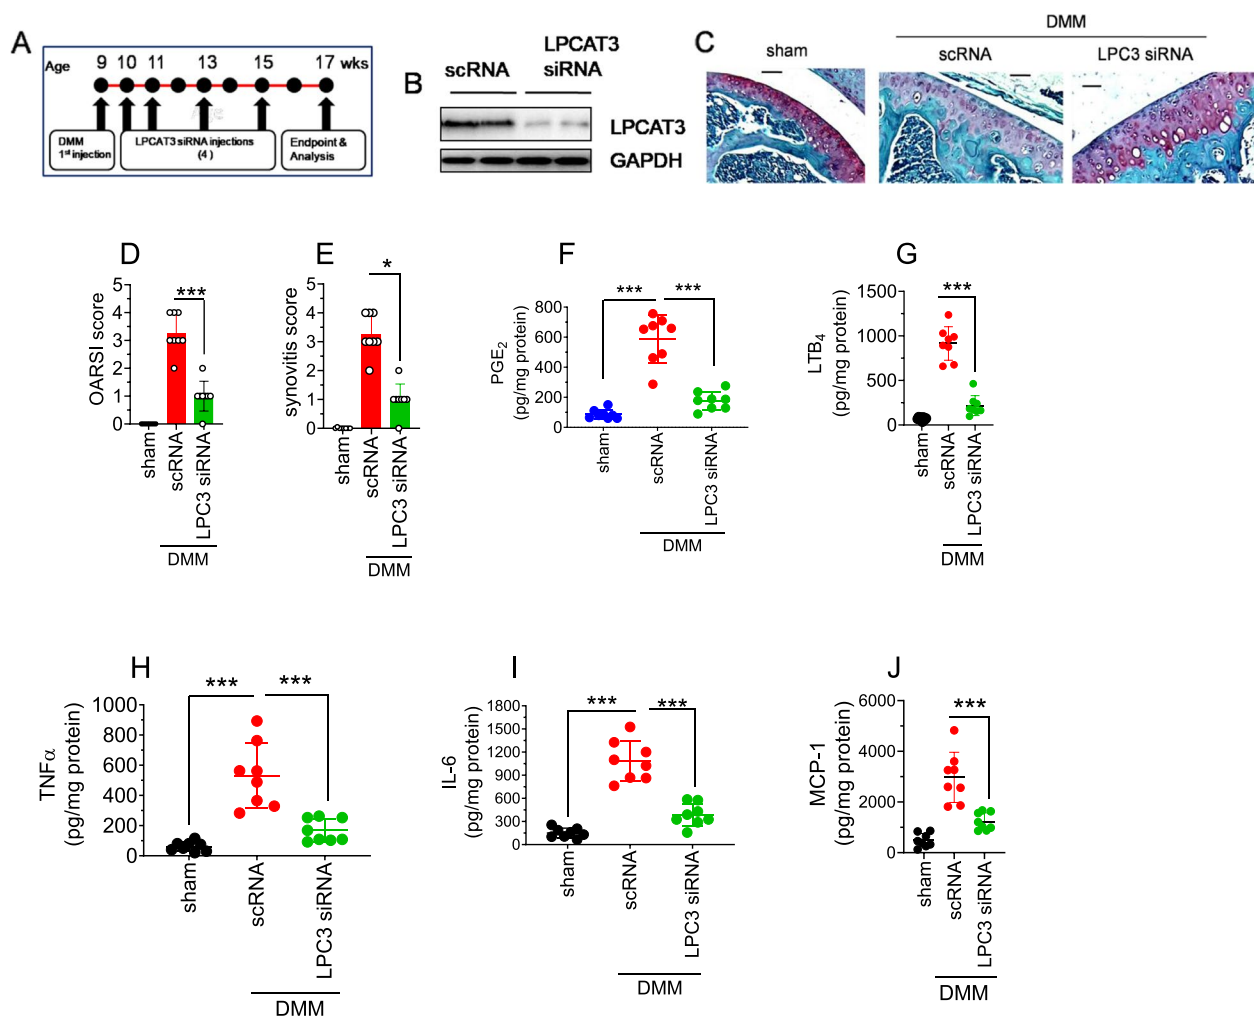 A
Age
9 10 11 13 15 17 wks
DMM
1st injection
LPCAT3 siRNA injections
(4 )
Endpoint &
Analysis
B
scRNA
LPCAT3
siRNA
LPCAT3
GAPDH
C
sham
DMM
scRNA
LPC3 siRNA
D
OARSI score
5
4
3
2
1
0
***
sham
scRNA
LPC3 siRNA
DMM
E
synovitis score
5
4
3
2
1
0
*
sham
scRNA
LPC3 siRNA
DMM
F
PGE2
(pg/mg protein)
800
600
400
200
0
***
***
sham
scRNA
LPC3 siRNA
DMM
G
LTB4
(pg/mg protein)
1500
1000
500
0
***
sham
scRNA
LPC3 siRNA
DMM
H
TNFα
(pg/mg protein)
1000
800
600
400
200
0
***
***
sham
scRNA
LPC3 siRNA
DMM
I
IL-6
(pg/mg protein)
1800
1500
1200
900
600
300
0
***
***
sham
scRNA
LPC3 siRNA
DMM
J
MCP-1
(pg/mg protein)
6000
4000
2000
0
***
sham
scRNA
LPC3 siRNA
DMM